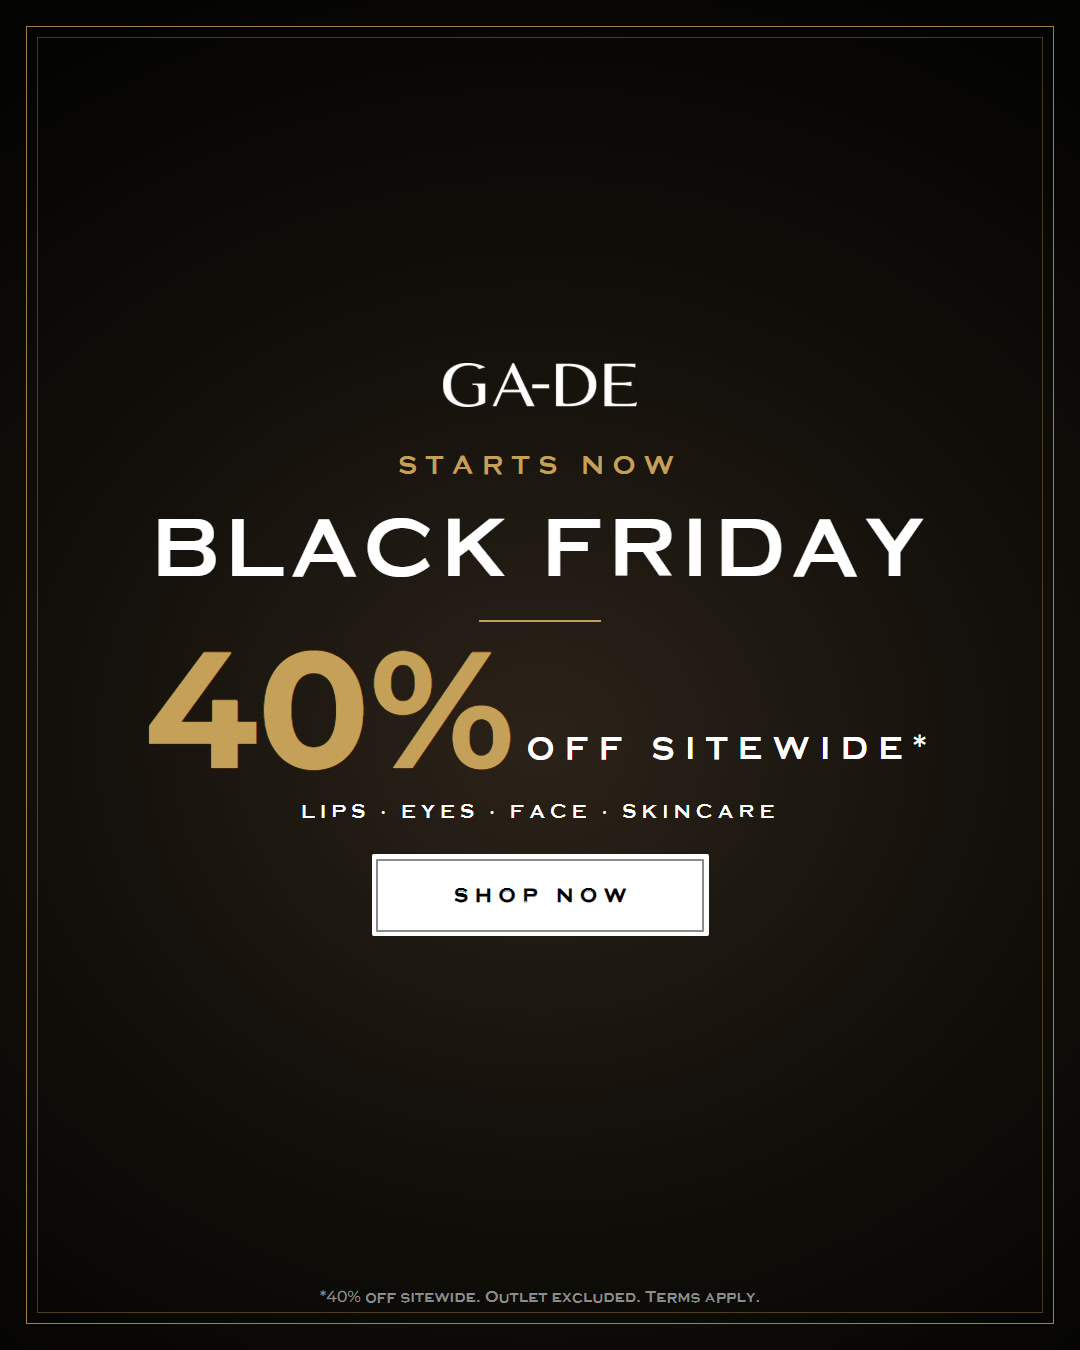 GA-DE
STARTS NOW
BLACK FRIDAY
40% OFF SITEWIDE*
LIPS · EYES · FACE · SKINCARE
SHOP NOW
*40% OFF SITEWIDE. OUTLET EXCLUDED. TERMS APPLY.